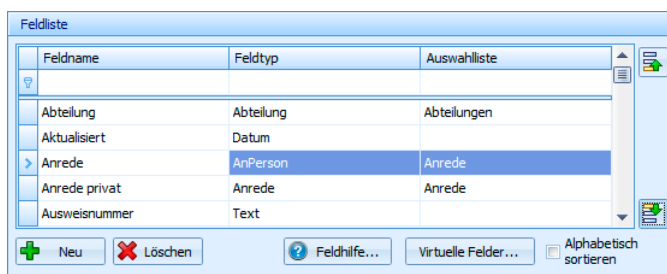 Feldliste
Feldname Feldtyp Auswahlliste
Abteilung Abteilung Abteilungen
Aktualisiert Datum
Anrede AnPerson Anrede
Anrede privat Anrede Anrede
Ausweisnummer Text
Neu Löschen Feldhilfe... Virtuelle Felder... Alphabetisch
sortieren